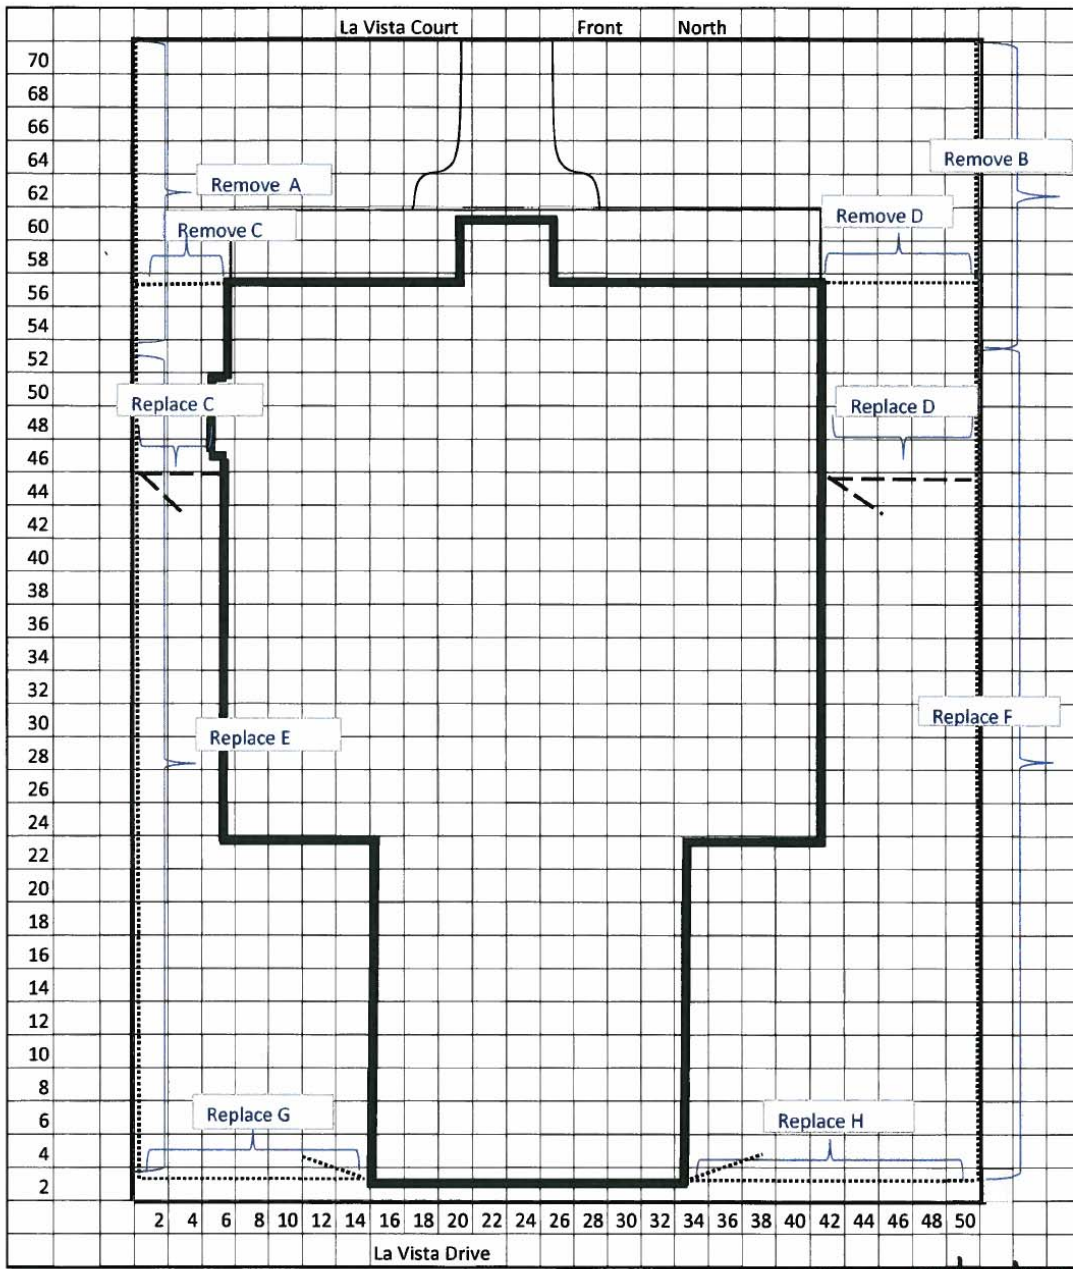 La Vista Court Front North
70
68
66
64
62
60
58
56
54
52
50
48
46
44
42
40
38
36
34
32
30
28
26
24
22
20
18
16
14
12
10
8
6
4
2
Remove A
Remove B
Remove C
Remove D
Replace C
Replace D
Replace E
Replace F
Replace G
Replace H
2 4 6 8 10 12 14 16 18 20 22 24 26 28 30 32 34 36 38 40 42 44 46 48 50
La Vista Drive